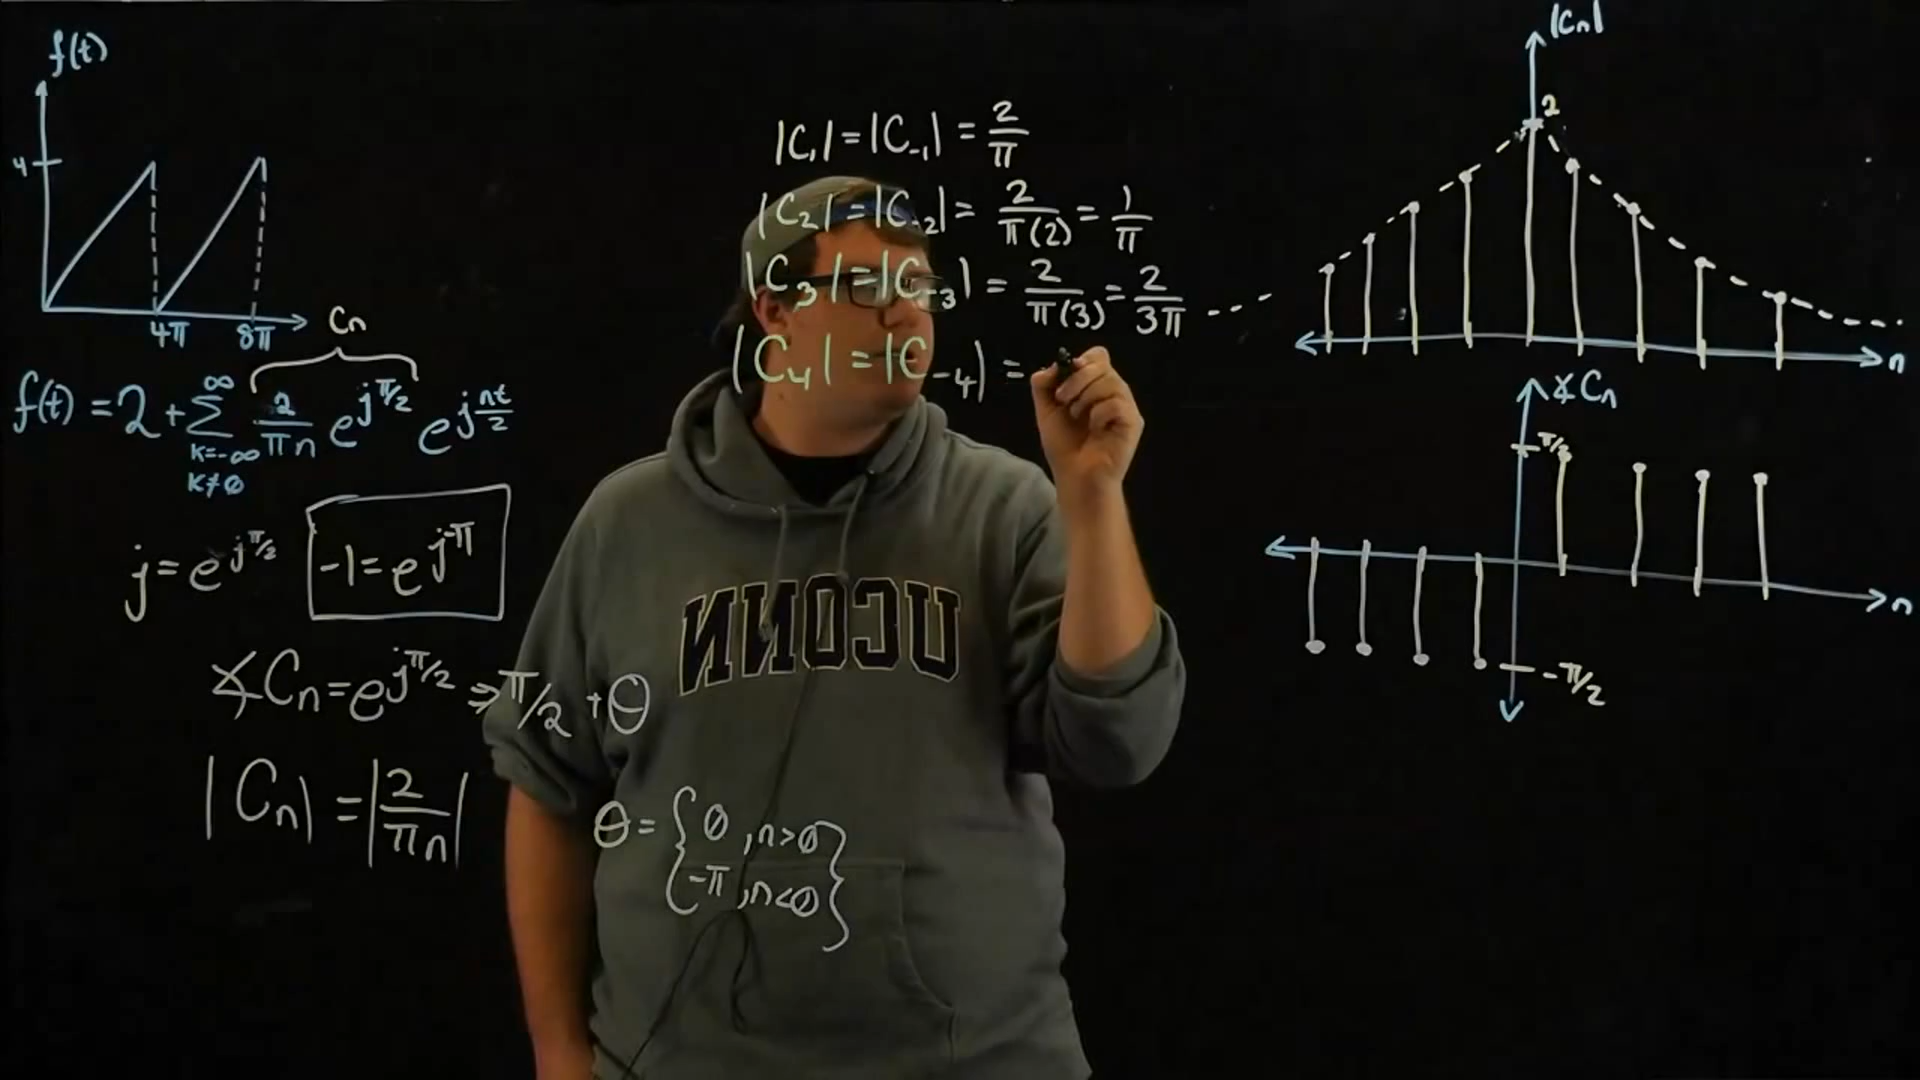 f(t)
4
4π 8π
Cn
f(t) = 2 + ∑ 2/πn e^jπ/2 e^j nt/2
∞
K=-∞
K≠0
j = e^jπ/2
-1 = e^jπ
∡Cn = e^jπ/2 ⇒ π/2 + θ
|Cn| = |2/πn|
θ = { 0, n>0
-π, n<0 }
|C1| = |C-1| = 2/π
|C2| = |C-2| = 2/π(2) = 1/π
|C3| = |C-3| = 2/π(3) = 2/3π
|C4| = |C-4| =
UCONN
|Cn|
2
n
∡Cn
π/2
n
-π/2